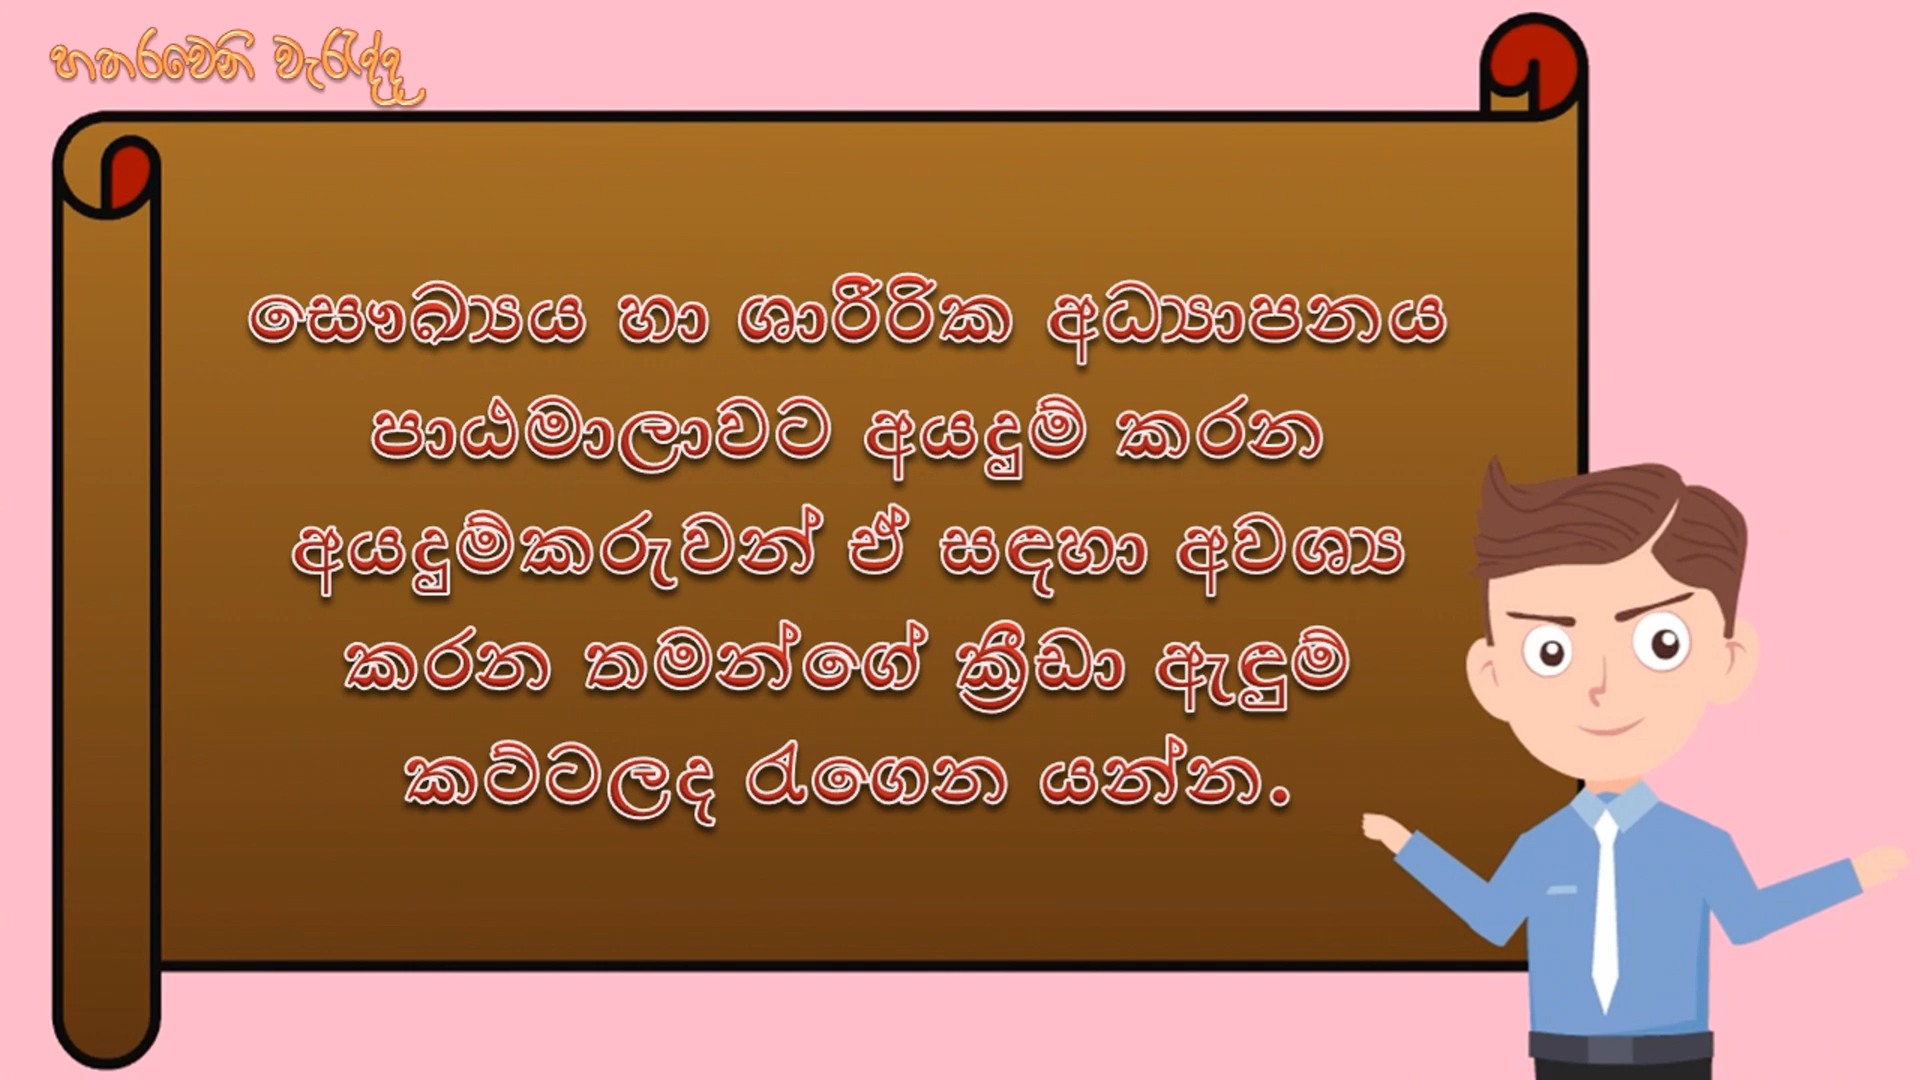 හතරවෙනි වැරැද්ද
සෞඛ්‍යය හා ශාරීරික අධ්‍යාපනය
පාඨමාලාවට අයදුම් කරන
අයදුම්කරුවන් ඒ සඳහා අවශ්‍ය
කරන තමන්ගේ ක්‍රීඩා ඇඳුම්
කට්ටලද රැගෙන යන්න.